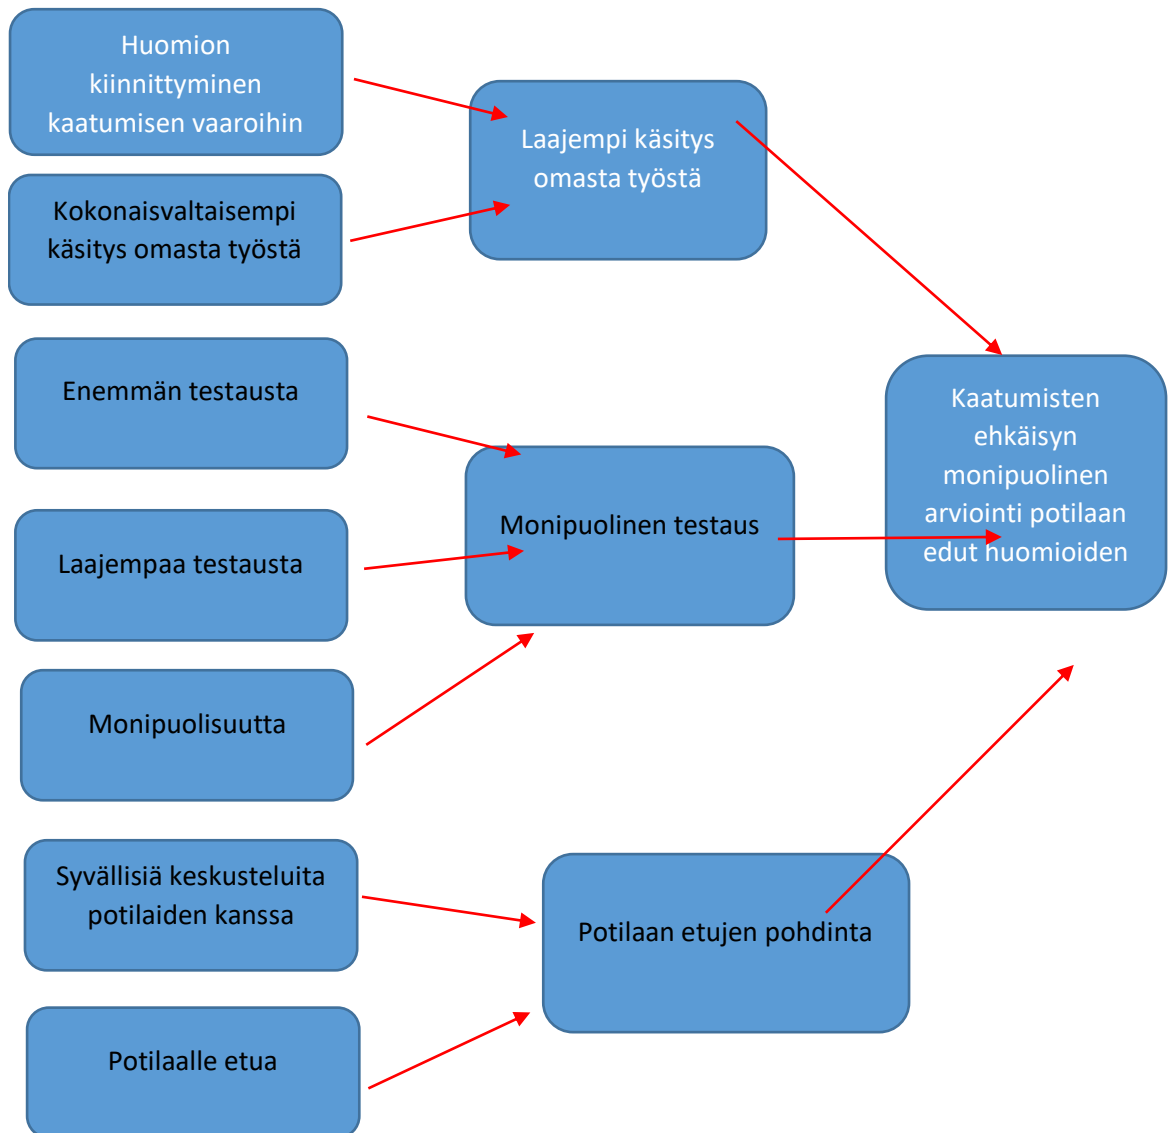 Huomion
kiinnittyminen
kaatumisen vaaroihin
Kokonaisvaltaisempi
käsitys omasta työstä
Enemmän testausta
Laajempaa testausta
Monipuolisuutta
Syvällisiä keskusteluita
potilaiden kanssa
Potilaalle etua
Laajempi käsitys
omasta työstä
Monipuolinen testaus
Potilaan etujen pohdinta
Kaatumisten
ehkäisyn
monipuolinen
arviointi potilaan
edut huomioiden